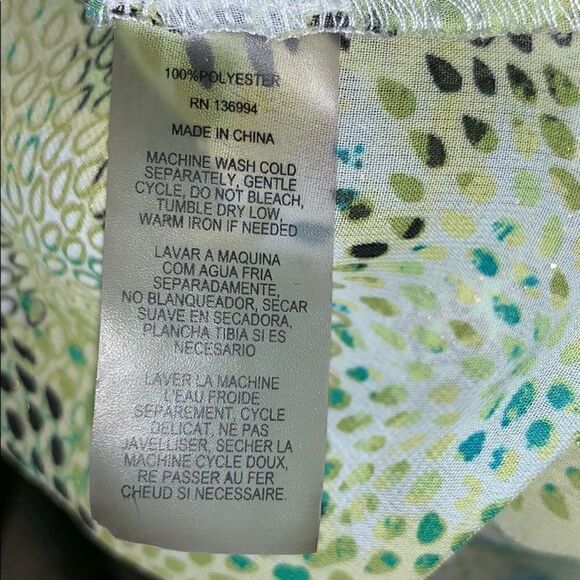 100%POLYESTER
RN 136994
MADE IN CHINA
MACHINE WASH COLD
SEPARATELY, GENTLE
CYCLE, DO NOT BLEACH,
TUMBLE DRY LOW,
WARM IRON IF NEEDED
LAVAR A MAQUINA
COM AGUA FRIA
SEPARADAMENTE,
NO BLANQUEADOR, SECAR
SUAVE EN SECADORA,
PLANCHA TIBIA SI ES
NECESARIO
LAVER LA MACHINE
L'EAU FROIDE
SEPAREMENT, CYCLE
DELICAT, NE PAS
JAVELLISER, SECHER LA
MACHINE CYCLE DOUX,
RE PASSER AU FER
CHEUD SI NECESSAIRE.